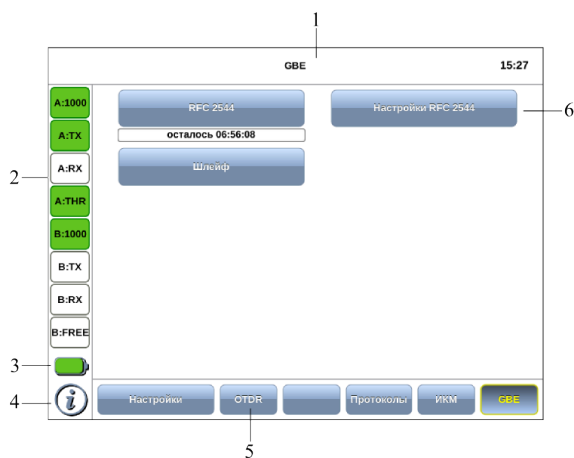 1
GBE 15:27
A:1000 RFC 2544 Настройки RFC 2544
6
A:TX осталось 06:56:08
2 A:RX Шлейф
A:THR
B:1000
B:TX
B:RX
B:FREE
3
4 i Настройки OTDR Протоколы ИКМ GBE
5